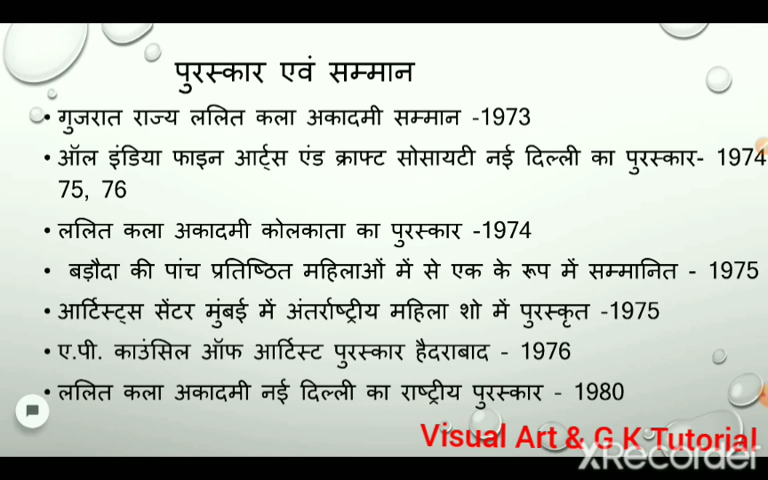 पुरस्कार एवं सम्मान
• गुजरात राज्य ललित कला अकादमी सम्मान -1973
• ऑल इंडिया फाइन आर्ट्स एंड क्राफ्ट सोसायटी नई दिल्ली का पुरस्कार- 1974
75, 76
• ललित कला अकादमी कोलकाता का पुरस्कार -1974
• बड़ौदा की पांच प्रतिष्ठित महिलाओं में से एक के रूप में सम्मानित - 1975
• आर्टिस्ट्स सेंटर मुंबई में अंतर्राष्ट्रीय महिला शो में पुरस्कृत -1975
• ए.पी. काउंसिल ऑफ आर्टिस्ट पुरस्कार हैदराबाद - 1976
• ललित कला अकादमी नई दिल्ली का राष्ट्रीय पुरस्कार - 1980
Visual Art & G K Tutorial
XRecorder